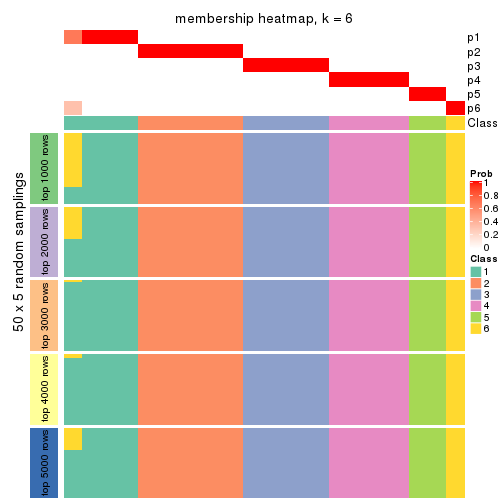 membership heatmap, k = 6
p1
p2
p3
p4
p5
p6
Class
50 x 5 random samplings
top 1000 rows
top 2000 rows
top 3000 rows
top 4000 rows
top 5000 rows
Prob
1
0.8
0.6
0.4
0.2
0
Class
1
2
3
4
5
6